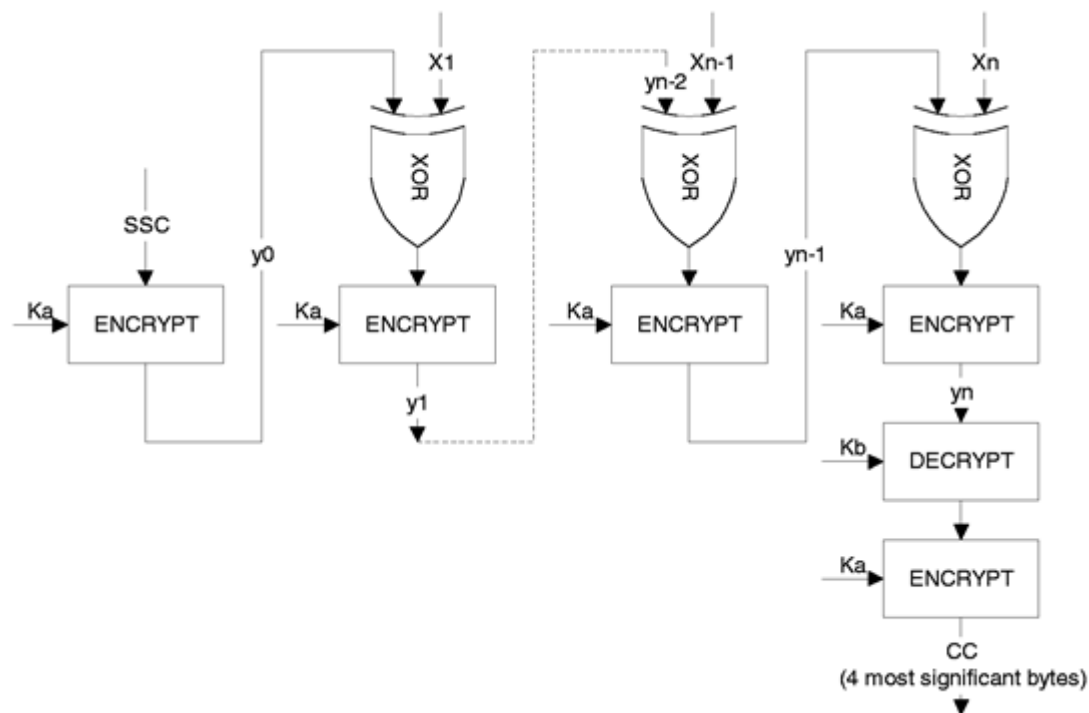 X1
Xn-1
Xn
yn-2
XOR
XOR
XOR
SSC
y0
yn-1
Ka
ENCRYPT
Ka
ENCRYPT
Ka
ENCRYPT
Ka
ENCRYPT
y1
yn
Kb
DECRYPT
Ka
ENCRYPT
CC
(4 most significant bytes)